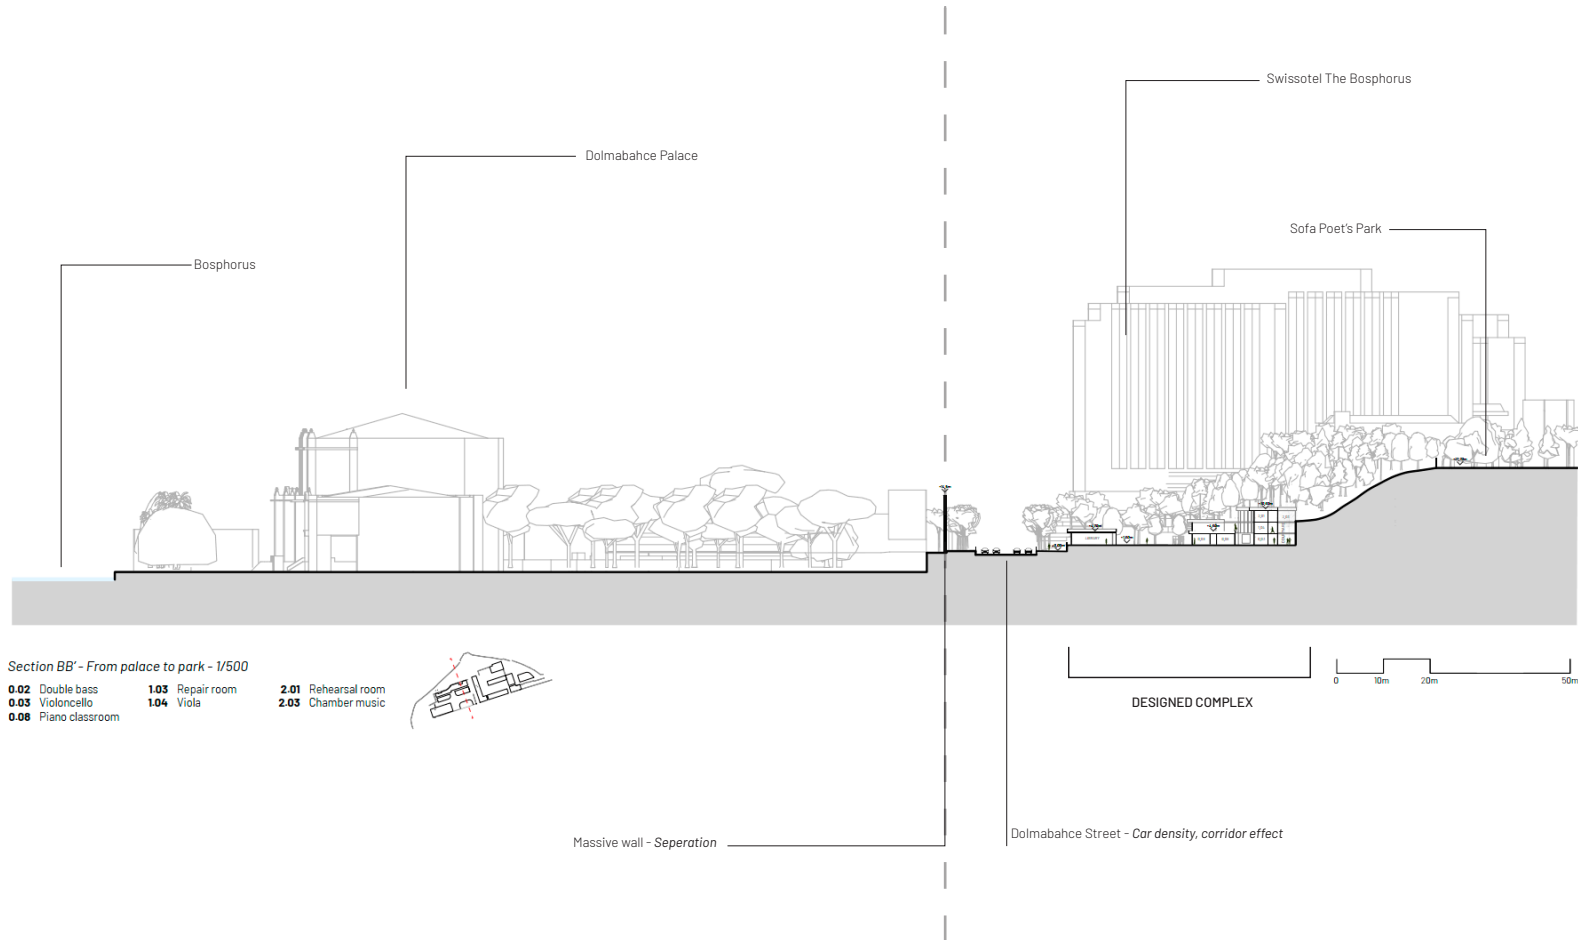 Swissotel The Bosphorus
Dolmabahce Palace
Sofa Poet's Park
Bosphorus
Section BB' - From palace to park - 1/500
0.02 Double bass
0.03 Violoncello
0.08 Piano classroom
1.03 Repair room
1.04 Viola
2.01 Rehearsal room
2.03 Chamber music
DESIGNED COMPLEX
0 10m 20m 50m
Massive wall - Seperation
Dolmabahce Street - Car density, corridor effect